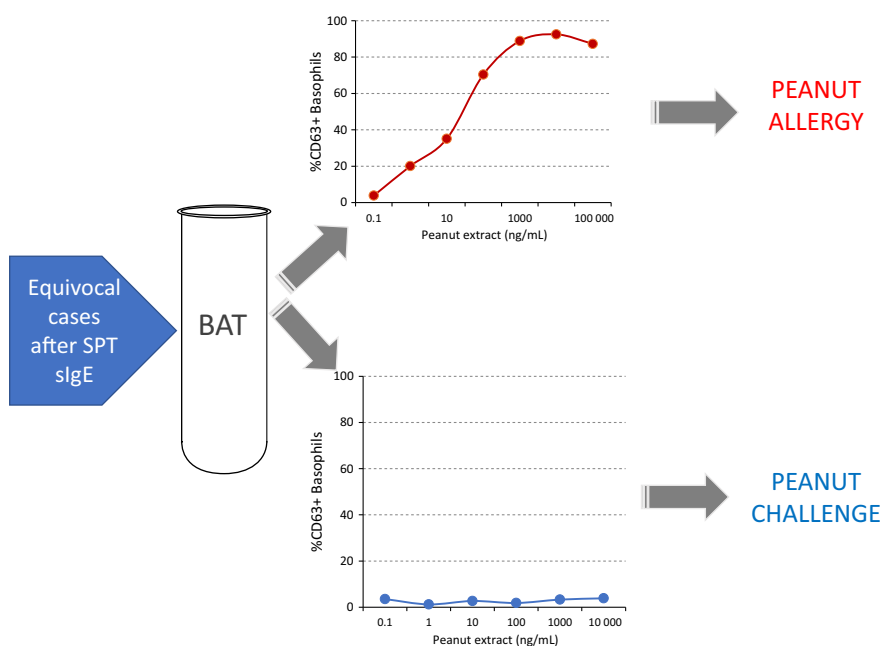 Equivocal
cases
after SPT
sIgE
BAT
%CD63+ Basophils
100
80
60
40
20
0
0.1
10
1000
100 000
Peanut extract (ng/mL)
PEANUT
ALLERGY
%CD63+ Basophils
100
80
60
40
20
0
0.1
1
10
100
1000
10 000
Peanut extract (ng/mL)
PEANUT
CHALLENGE